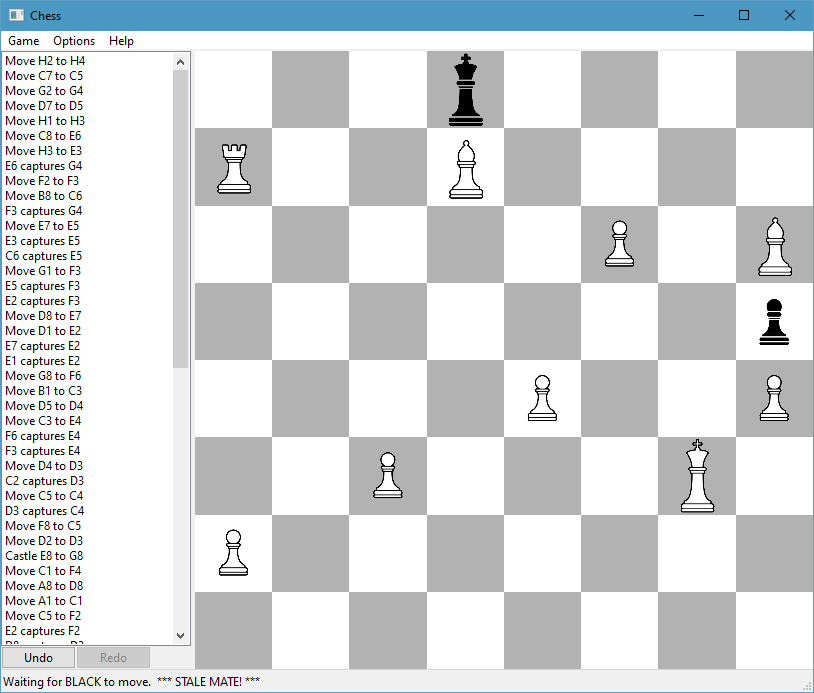 Chess
Game Options Help
Move H2 to H4
Move C7 to C5
Move G2 to G4
Move D7 to D5
Move H1 to H3
Move C8 to E6
Move H3 to E3
E6 captures G4
Move F2 to F3
Move B8 to C6
F3 captures G4
Move E7 to E5
E3 captures E5
C6 captures E5
Move G1 to F3
E5 captures F3
E2 captures F3
Move D8 to E7
Move D1 to E2
E7 captures E2
E1 captures E2
Move G8 to F6
Move B1 to C3
Move D5 to D4
Move C3 to E4
F6 captures E4
F3 captures E4
Move D4 to D3
C2 captures D3
Move C5 to C4
D3 captures C4
Move F8 to C5
Move D2 to D3
Castle E8 to G8
Move C1 to F4
Move A8 to D8
Move A1 to C1
Move C5 to F2
E2 captures F2
Undo Redo
Waiting for BLACK to move. *** STALE MATE! ***